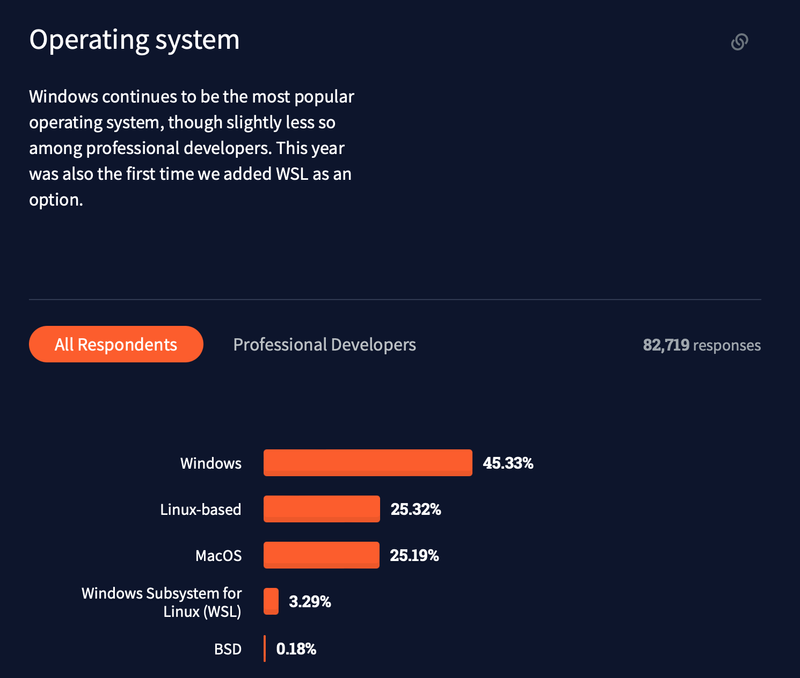 Operating system
Windows continues to be the most popular
operating system, though slightly less so
among professional developers. This year
was also the first time we added WSL as an
option.
All Respondents
Professional Developers
82,719 responses
Windows
45.33%
Linux-based
25.32%
MacOS
25.19%
Windows Subsystem for
Linux (WSL)
3.29%
BSD
0.18%